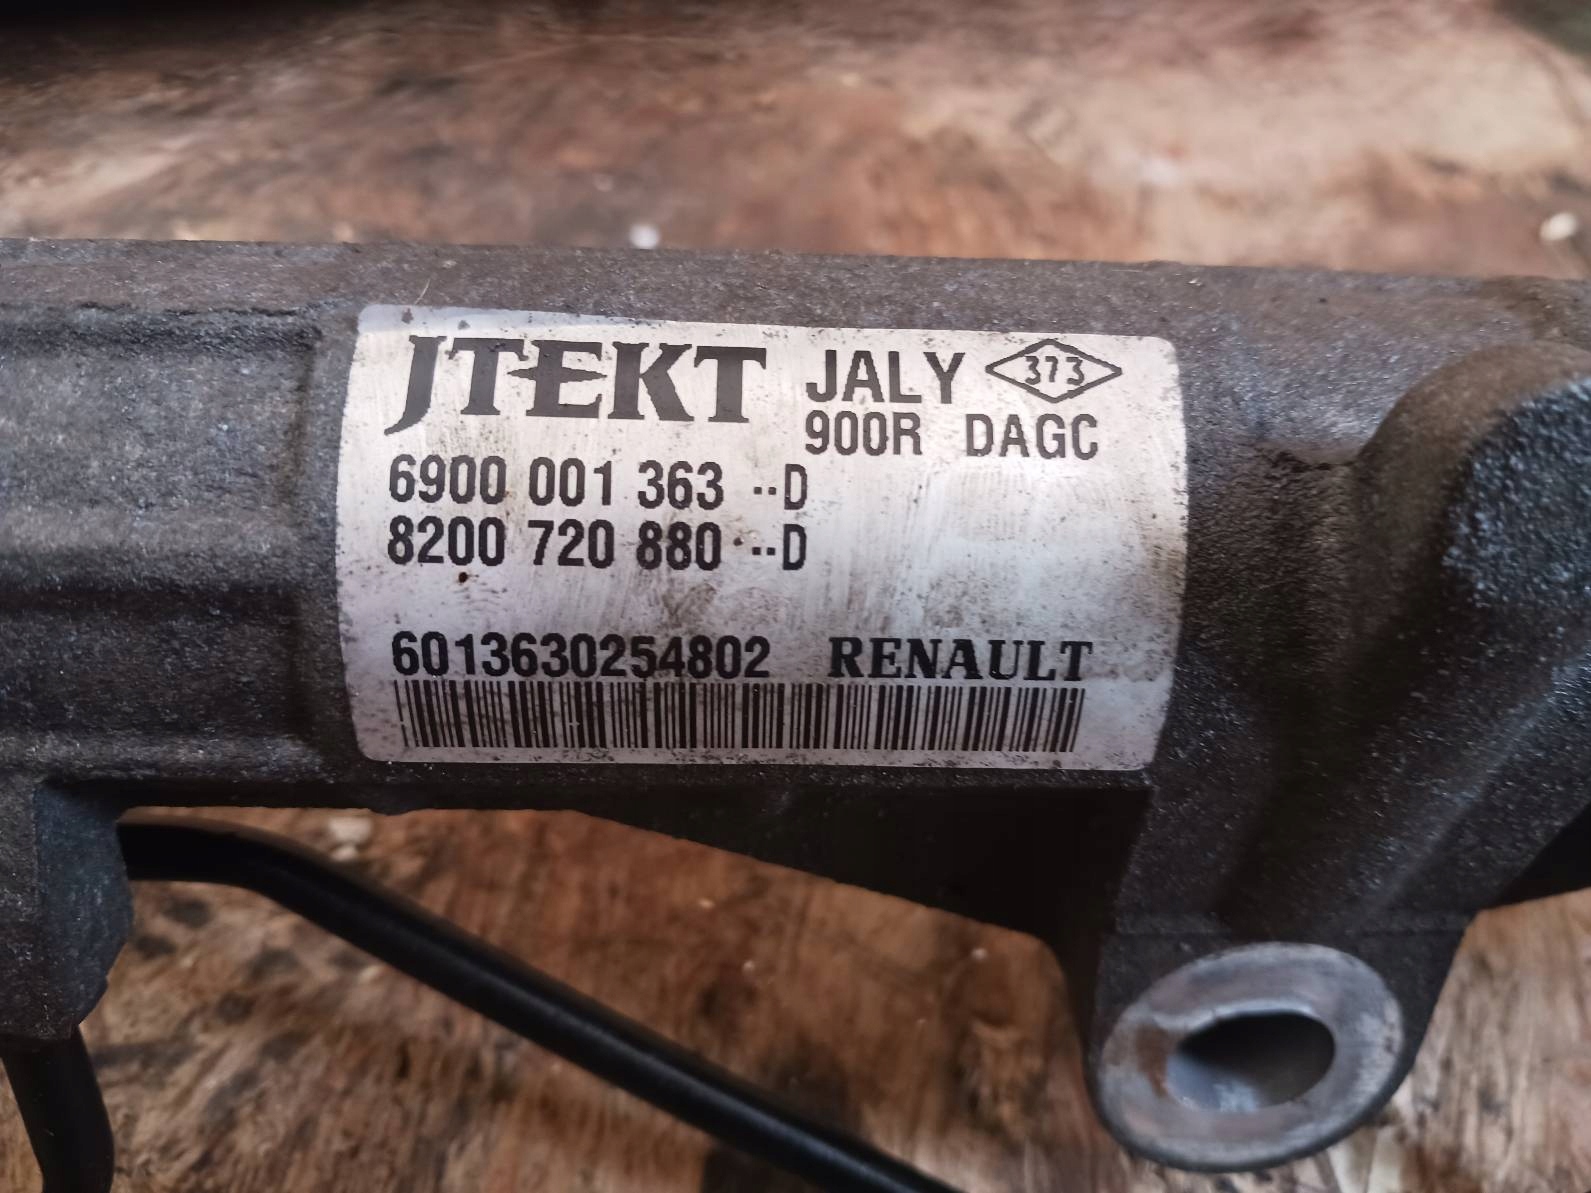 JTEKT JALY 373
900R DAGC
6900 001 363 --D
8200 720 880 --D
6013630254802 RENAULT